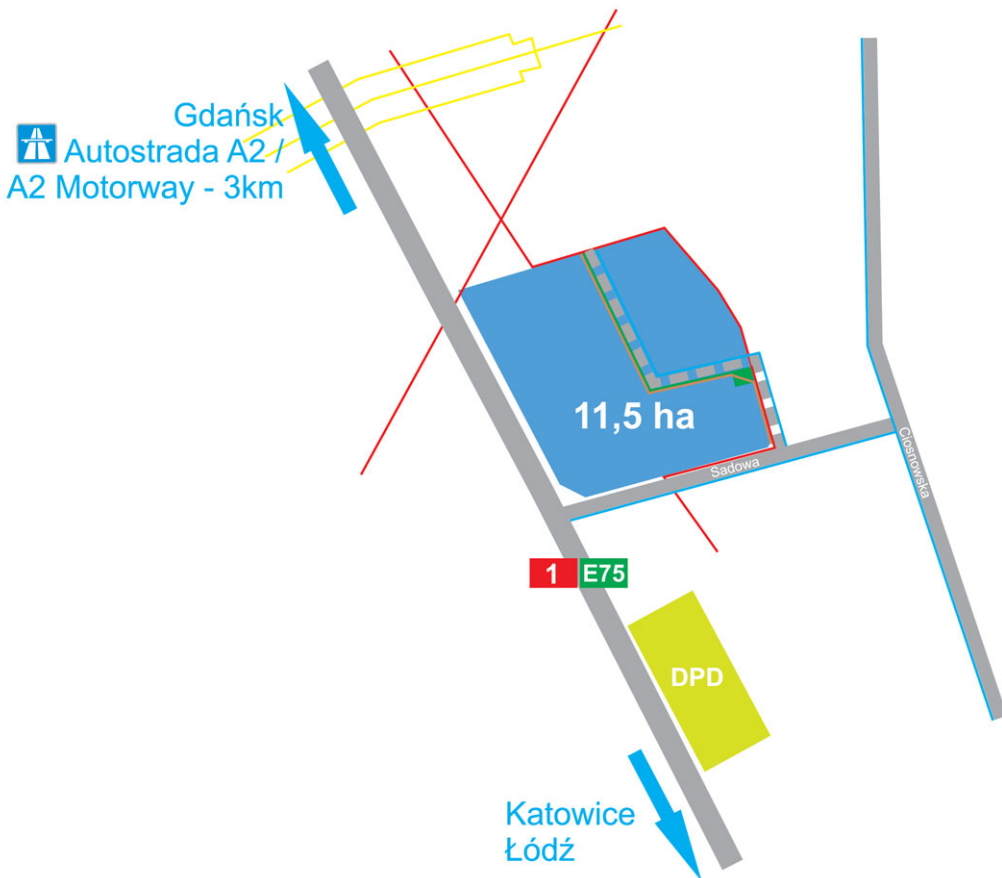 Gdańsk
Autostrada A2 /
A2 Motorway - 3km
11,5 ha
Sadowa
Ciosnowska
1 E75
DPD
Katowice
Łódź